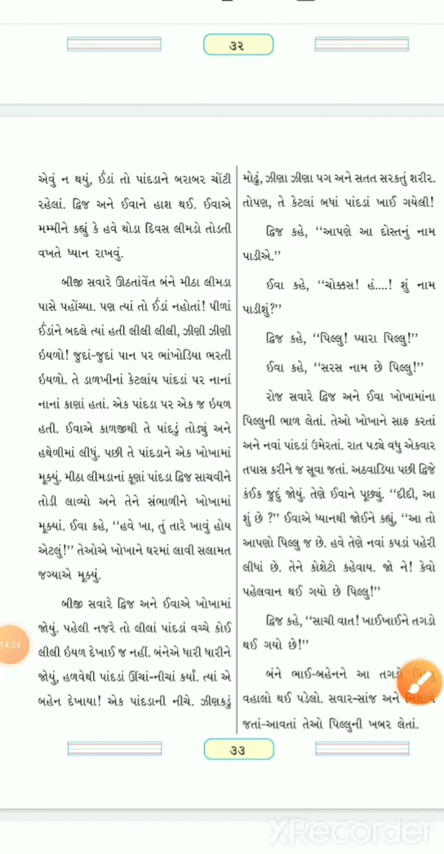 ૩૨
એવું ન થયું, ઈંડાં તો પાંદડાને બરાબર ચોંટી
રહેલાં. દ્વિજ અને ઈવાને હાશ થઈ. ઈવાએ
મમ્મીને કહ્યું કે હવે થોડા દિવસ લીમડો તોડતી
વખતે ધ્યાન રાખવું.
બીજી સવારે ઊઠતાંવેંત બંને મીઠા લીમડા
પાસે પહોંચ્યા. પણ ત્યાં તો ઈંડાં નહોતાં! પીળાં
ઈંડાંને બદલે ત્યાં હતી લીલી લીલી, ઝીણી ઝીણી
ઇયળો! જુદાં-જુદાં પાન પર ભાંખોડિયા ભરતી
ઇયળો. તે ડાળખીનાં કેટલાંય પાંદડાં પર નાનાં
નાનાં કાણાં હતાં. એક પાંદડા પર એક જ ઇયળ
હતી. ઈવાએ કાળજીથી તે પાંદડું તોડ્યું અને
હથેળીમાં લીધું. પછી તે પાંદડાને એક ખોખામાં
મૂક્યું. મીઠા લીમડાનાં કૂણાં પાંદડા દ્વિજ સાચવીને
તોડી લાવ્યો અને તેને સંભાળીને ખોખામાં
મૂક્યાં. ઈવા કહે, ‘‘હવે ખા, તું તારે ખાવું હોય
એટલું!’’ તેઓએ ખોખાને ઘરમાં લાવી સલામત
જગ્યાએ મૂક્યું.
બીજી સવારે દ્વિજ અને ઈવાએ ખોખામાં
જોયું. પહેલી નજરે તો લીલાં પાંદડાં વચ્ચે કોઈ
લીલી ઇયળ દેખાઈ જ નહીં. બંનેએ ધારી ધારીને
જોયું, હળવેથી પાંદડાં ઊંચાં-નીચાં કર્યાં. ત્યાં એ
બહેન દેખાયા! એક પાંદડાની નીચે. ઝીણકડું
મોઢું, ઝીણા ઝીણા પગ અને સતત સરકતું શરીર.
તોપણ, તે કેટલાં બધાં પાંદડાં ખાઈ ગયેલી!
દ્વિજ કહે, ‘‘આપણે આ દોસ્તનું નામ
પાડીએ.’’
ઈવા કહે, ‘‘ચોક્કસ! હં....! શું નામ
પાડીશું?’’
દ્વિજ કહે, ‘‘પિલ્લુ! પ્યારા પિલ્લુ!’’
ઈવા કહે, ‘‘સરસ નામ છે પિલ્લુ!’’
રોજ સવારે દ્વિજ અને ઈવા ખોખામાંના
પિલ્લુની ભાળ લેતાં. તેઓ ખોખાને સાફ કરતાં
અને નવાં પાંદડાં ઉમેરતાં. રાત પડ્યે વધુ એકવાર
તપાસ કરીને જ સૂવા જતાં. અઠવાડિયા પછી દ્વિજે
કંઈક જુદું જોયું. તેણે ઈવાને પૂછ્યું. ‘‘દીદી, આ
શું છે ?’’ ઈવાએ ધ્યાનથી જોઈને કહ્યું, ‘‘આ તો
આપણો પિલ્લુ જ છે. હવે તેણે નવાં કપડાં પહેરી
લીધાં છે. તેને કોશેટો કહેવાય. જો ને! કેવો
પહેલવાન થઈ ગયો છે પિલ્લુ!’’
દ્વિજ કહે, ‘‘સાચી વાત! ખાઈખાઈને તગડો
થઈ ગયો છે!’’
બંને ભાઈ-બહેનને આ તગડો
વહાલો થઈ પડેલો. સવાર-સાંજ અને
જતાં-આવતાં તેઓ પિલ્લુની ખબર લેતાં.
૩૩
14:34
XRecorder